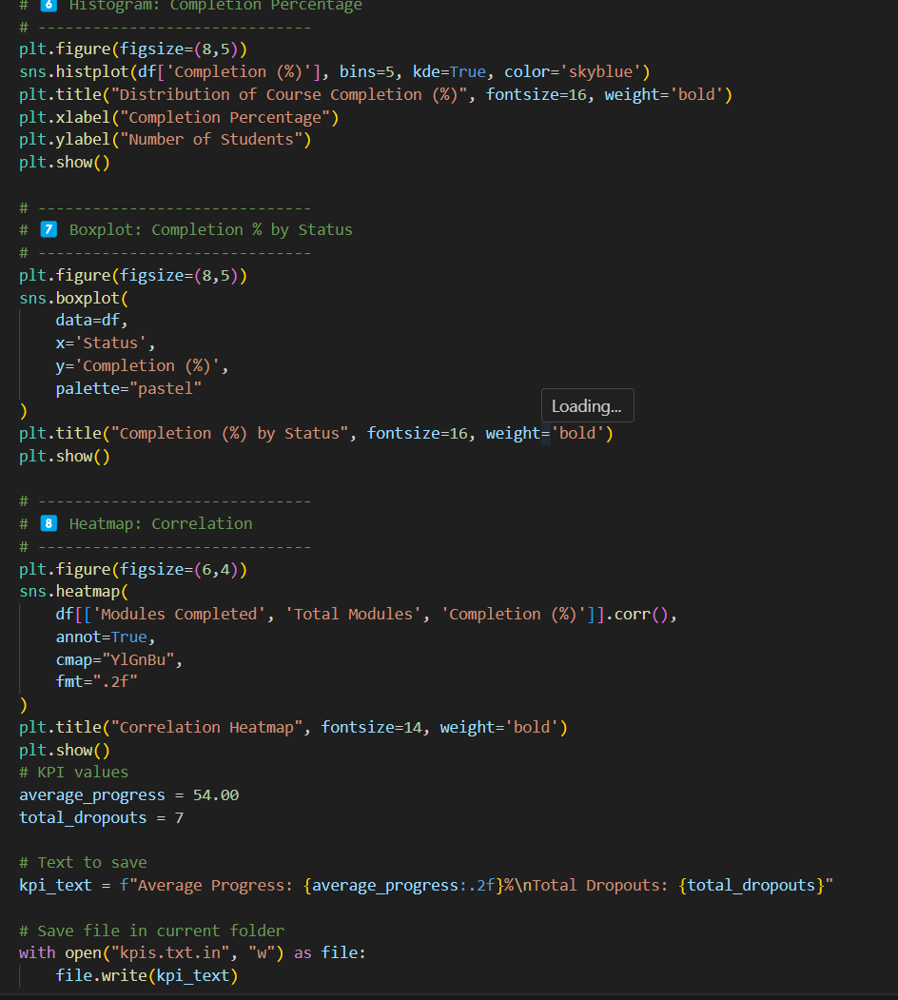 # 6️⃣ Histogram: Completion Percentage
# ------------------------------
plt.figure(figsize=(8,5))
sns.histplot(df['Completion (%)'], bins=5, kde=True, color='skyblue')
plt.title("Distribution of Course Completion (%)", fontsize=16, weight='bold')
plt.xlabel("Completion Percentage")
plt.ylabel("Number of Students")
plt.show()

# ------------------------------
# 7️⃣ Boxplot: Completion % by Status
# ------------------------------
plt.figure(figsize=(8,5))
sns.boxplot(
    data=df,
    x='Status',
    y='Completion (%)',
    palette="pastel"
)
Loading...
plt.title("Completion (%) by Status", fontsize=16, weight='bold')
plt.show()

# ------------------------------
# 8️⃣ Heatmap: Correlation
# ------------------------------
plt.figure(figsize=(6,4))
sns.heatmap(
    df[['Modules Completed', 'Total Modules', 'Completion (%)']].corr(),
    annot=True,
    cmap="YlGnBu",
    fmt=".2f"
)
plt.title("Correlation Heatmap", fontsize=14, weight='bold')
plt.show()
# KPI values
average_progress = 54.00
total_dropouts = 7

# Text to save
kpi_text = f"Average Progress: {average_progress:.2f}%\nTotal Dropouts: {total_dropouts}"

# Save file in current folder
with open("kpis.txt.in", "w") as file:
    file.write(kpi_text)